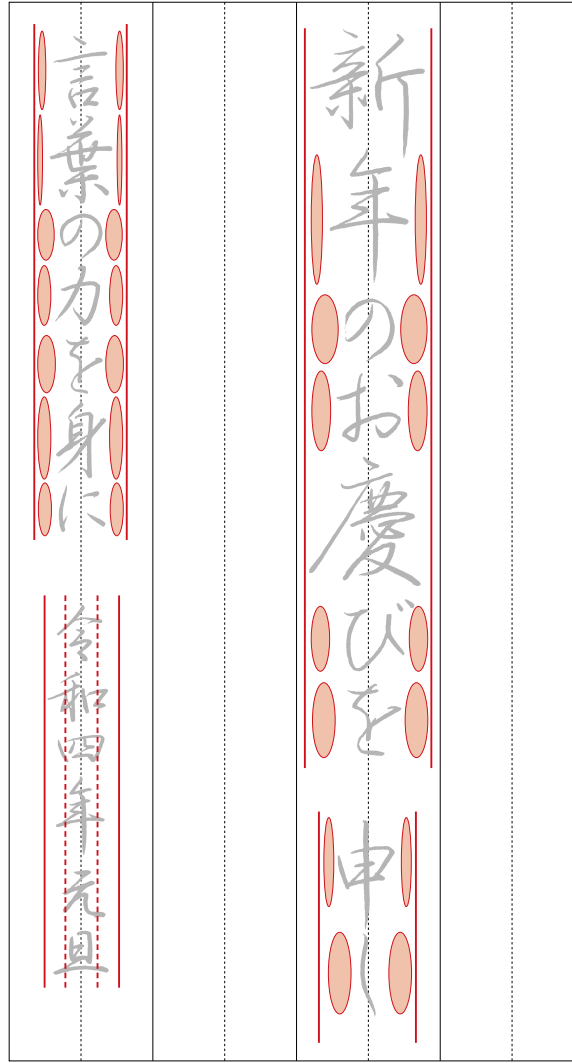 新年のお慶びを
申し
言葉の力を身に
令和四年元旦